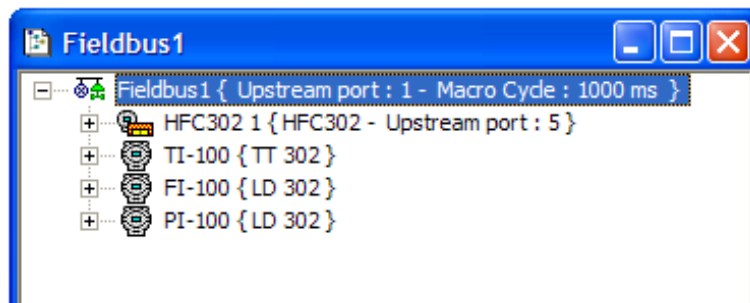 Fieldbus1
Fieldbus1 { Upstream port : 1 - Macro Cycle : 1000 ms }
HFC302 1 { HFC302 - Upstream port : 5 }
TI-100 { TT 302 }
FI-100 { LD 302 }
PI-100 { LD 302 }